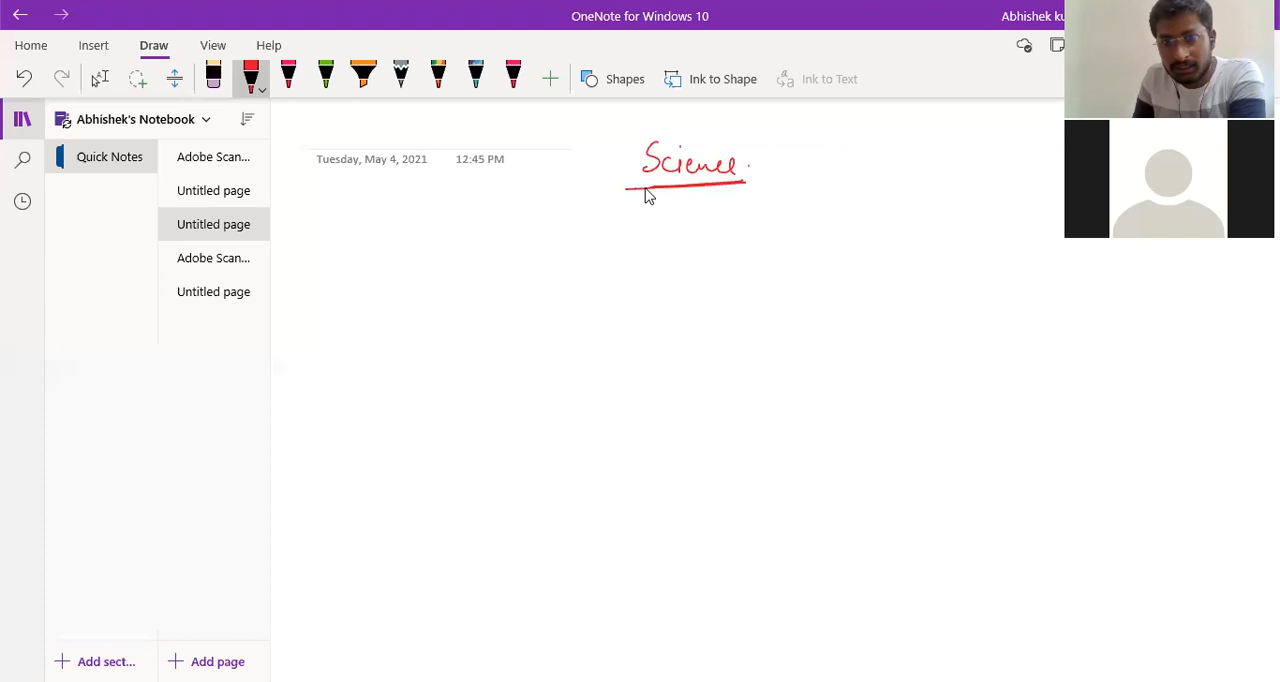 OneNote for Windows 10
Abhishek ku
Home Insert Draw View Help
Shapes Ink to Shape Ink to Text
Abhishek's Notebook
Quick Notes
Adobe Scan...
Untitled page
Untitled page
Adobe Scan...
Untitled page
Tuesday, May 4, 2021 12:45 PM
Science.
Add sect... Add page